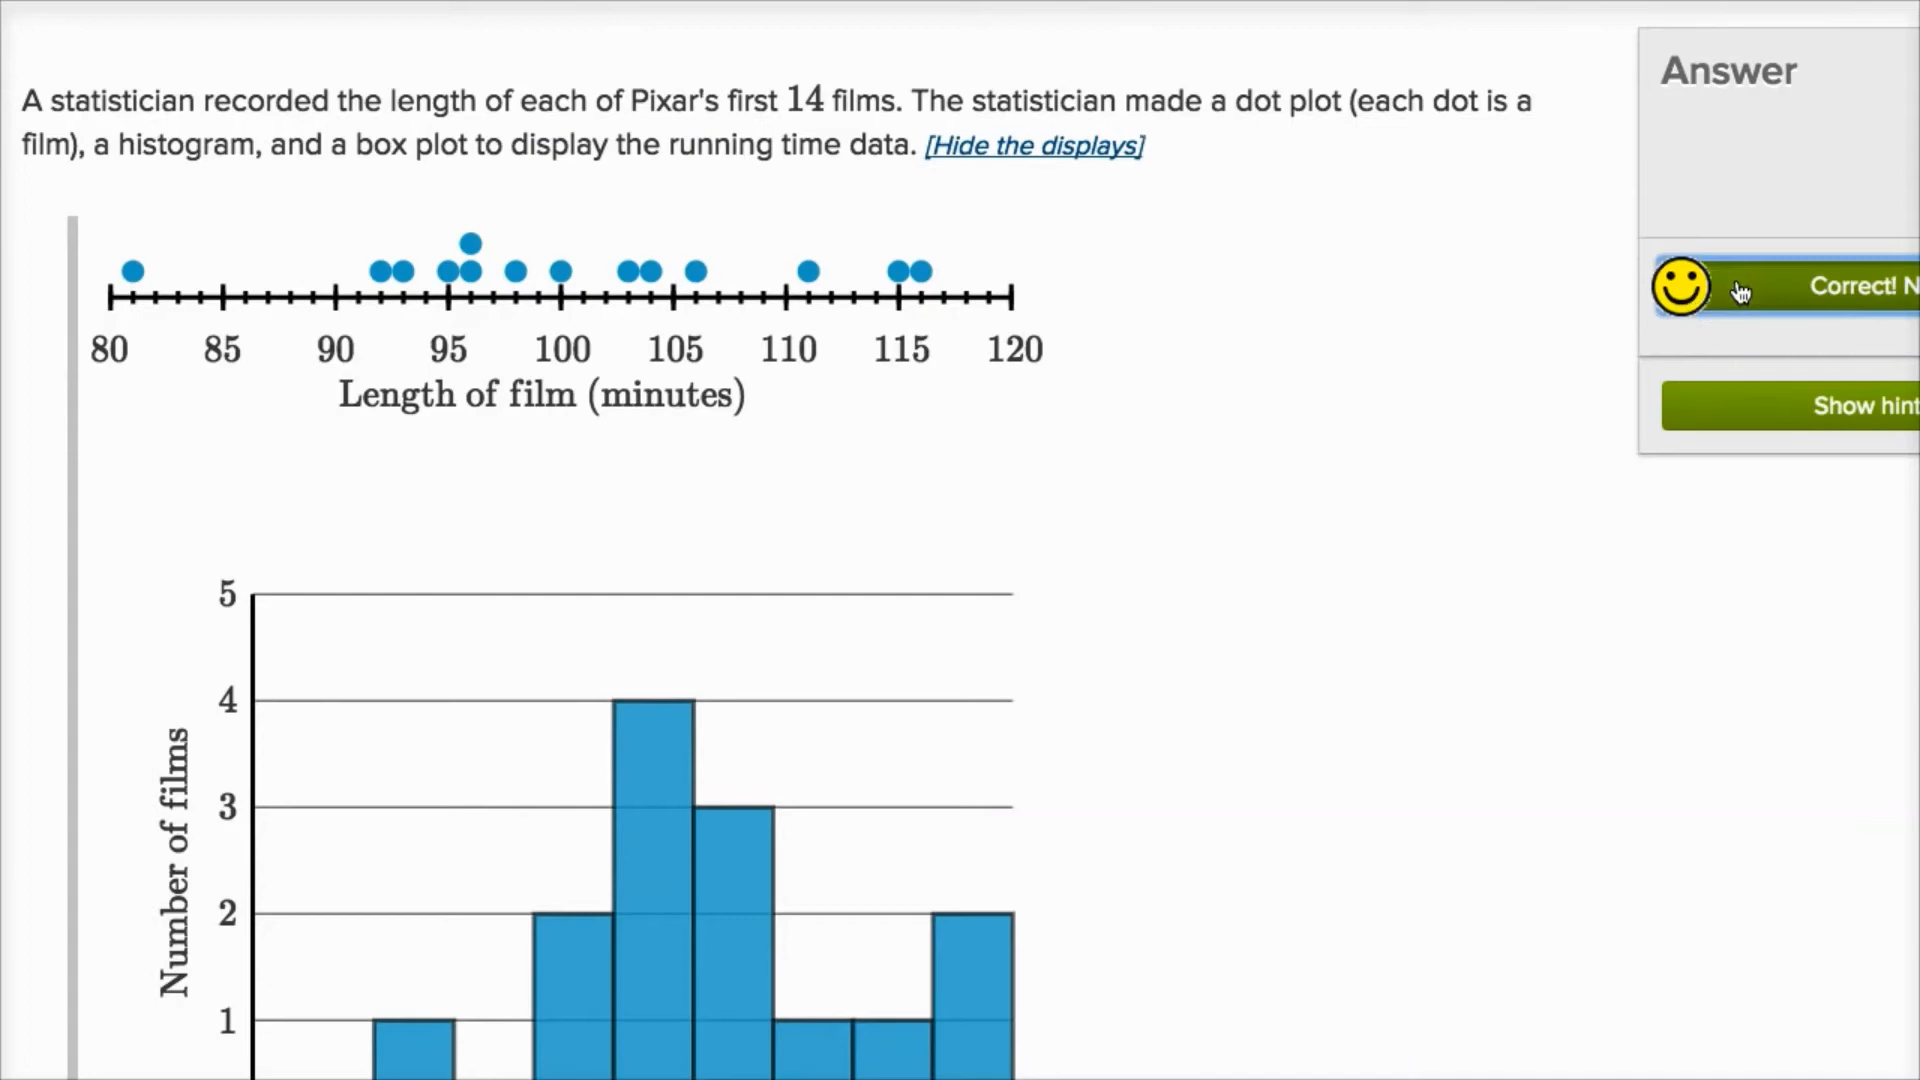 A statistician recorded the length of each of Pixar's first 14 films. The statistician made a dot plot (each dot is a
film), a histogram, and a box plot to display the running time data. [Hide the displays]
80 85 90 95 100 105 110 115 120
Length of film (minutes)
5
4
3
2
1
Number of films
Answer
Correct! N
Show hint